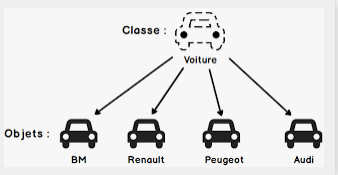 Classe :
Voiture
Objets :
BM Renault Peugeot Audi